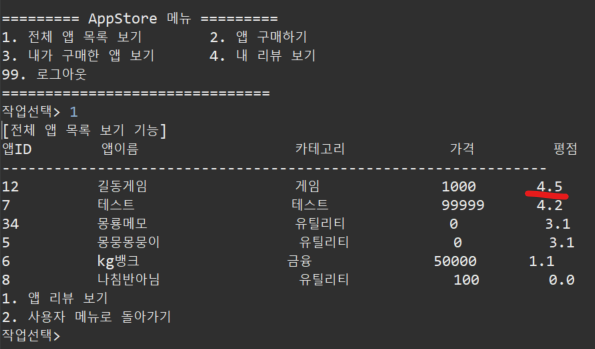 ========= AppStore 메뉴 =========
1. 전체 앱 목록 보기 2. 앱 구매하기
3. 내가 구매한 앱 보기 4. 내 리뷰 보기
99. 로그아웃
===============================
작업선택> 1
[전체 앱 목록 보기 기능]
앱ID 앱이름 카테고리 가격 평점
---------------------------------------------------------------
12 길동게임 게임 1000 4.5
7 테스트 테스트 99999 4.2
34 몽룡메모 유틸리티 0 3.1
5 몽뭉몽뭉이 유틸리티 0 3.1
6 kg뱅크 금융 50000 1.1
8 나침반아님 유틸리티 100 0.0
1. 앱 리뷰 보기
2. 사용자 메뉴로 돌아가기
작업선택>